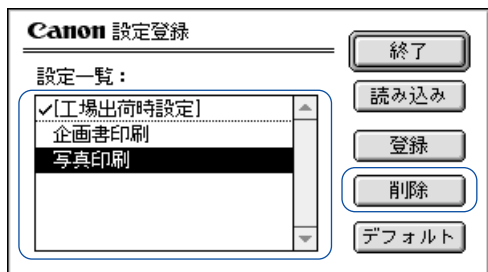 Canon 設定登録
設定一覧：
✓[工場出荷時設定]
企画書印刷
写真印刷
終了
読み込み
登録
削除
デフォルト